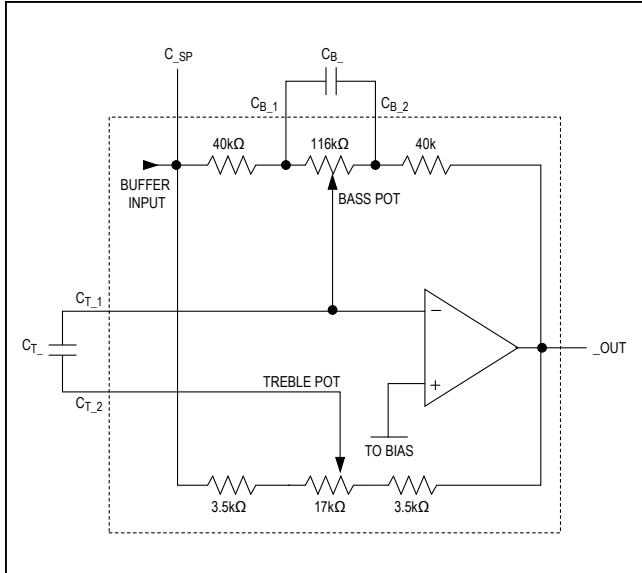 C_SP
C_B_
C_B_1
C_B_2
40kΩ
116kΩ
40k
BUFFER
INPUT
BASS POT
C_T_1
C_T_
C_T_2
−
+
_OUT
TREBLE POT
TO BIAS
3.5kΩ
17kΩ
3.5kΩ